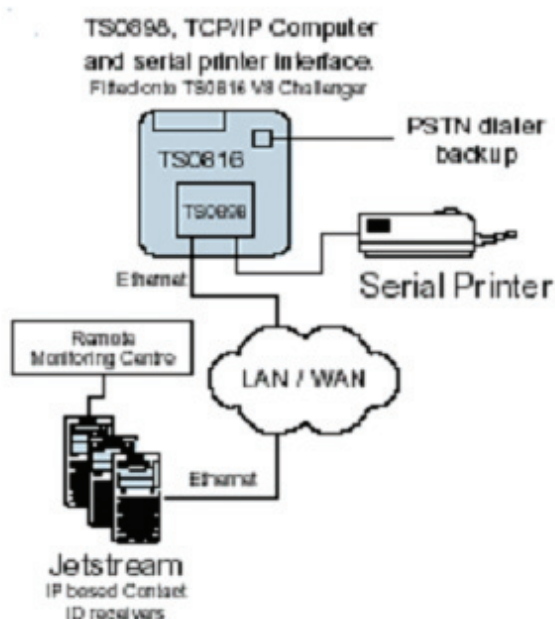 TS0898, TCP/IP Computer
and serial printer interface.
Fitted onto TS0816 V8 Challenger
PSTN dialer
backup
TS0816
TS0898
Ethernet
Serial Printer
Remote
Monitoring Centre
LAN / WAN
Ethernet
Jetstream
IP based Contact
ID receivers